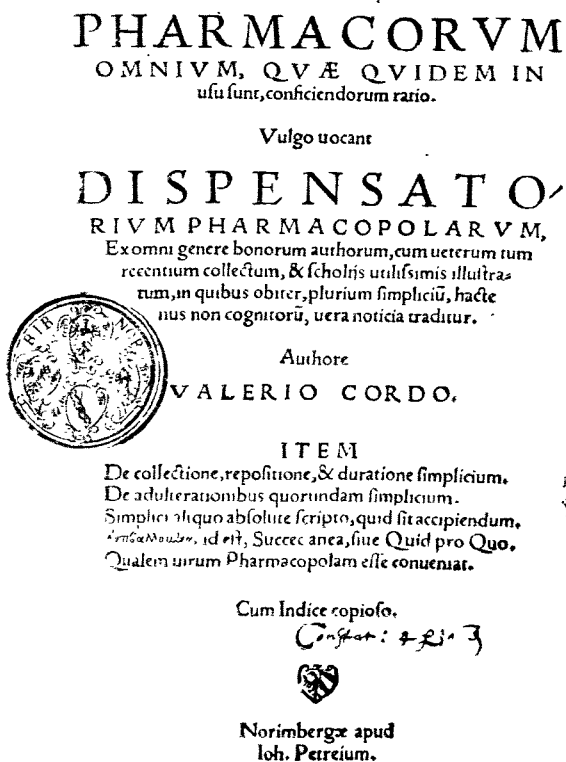 PHARMACORVM
OMNIVM, QVÆ QVIDEM IN
uſu ſunt, conficiendorum ratio.
Vulgo uocant
DISPENSATO-
RIVM PHARMACOPOLARVM,
Ex omni genere bonorum authorum, cum ueterum tum
recentium collectum, & ſcholijs utiliſsimis illuſtra-
tum, in quibus obiter, plurium ſimpliciū, hacte
nus non cognitorū, uera noticia traditur.
Authore
VALERIO CORDO.
ITEM
De collectione, repoſitione, & duratione ſimplicium.
De adulterationibus quorundam ſimplicium.
Simplici aliquo abſolute ſcripto, quid ſit accipiendum.
id eſt, Succedanea, ſiue Quid pro Quo.
Qualem uirum Pharmacopolam eſſe conueniat.
Cum Indice copioſo.
Conſtat:
Norimbergæ apud
Ioh. Petreium.